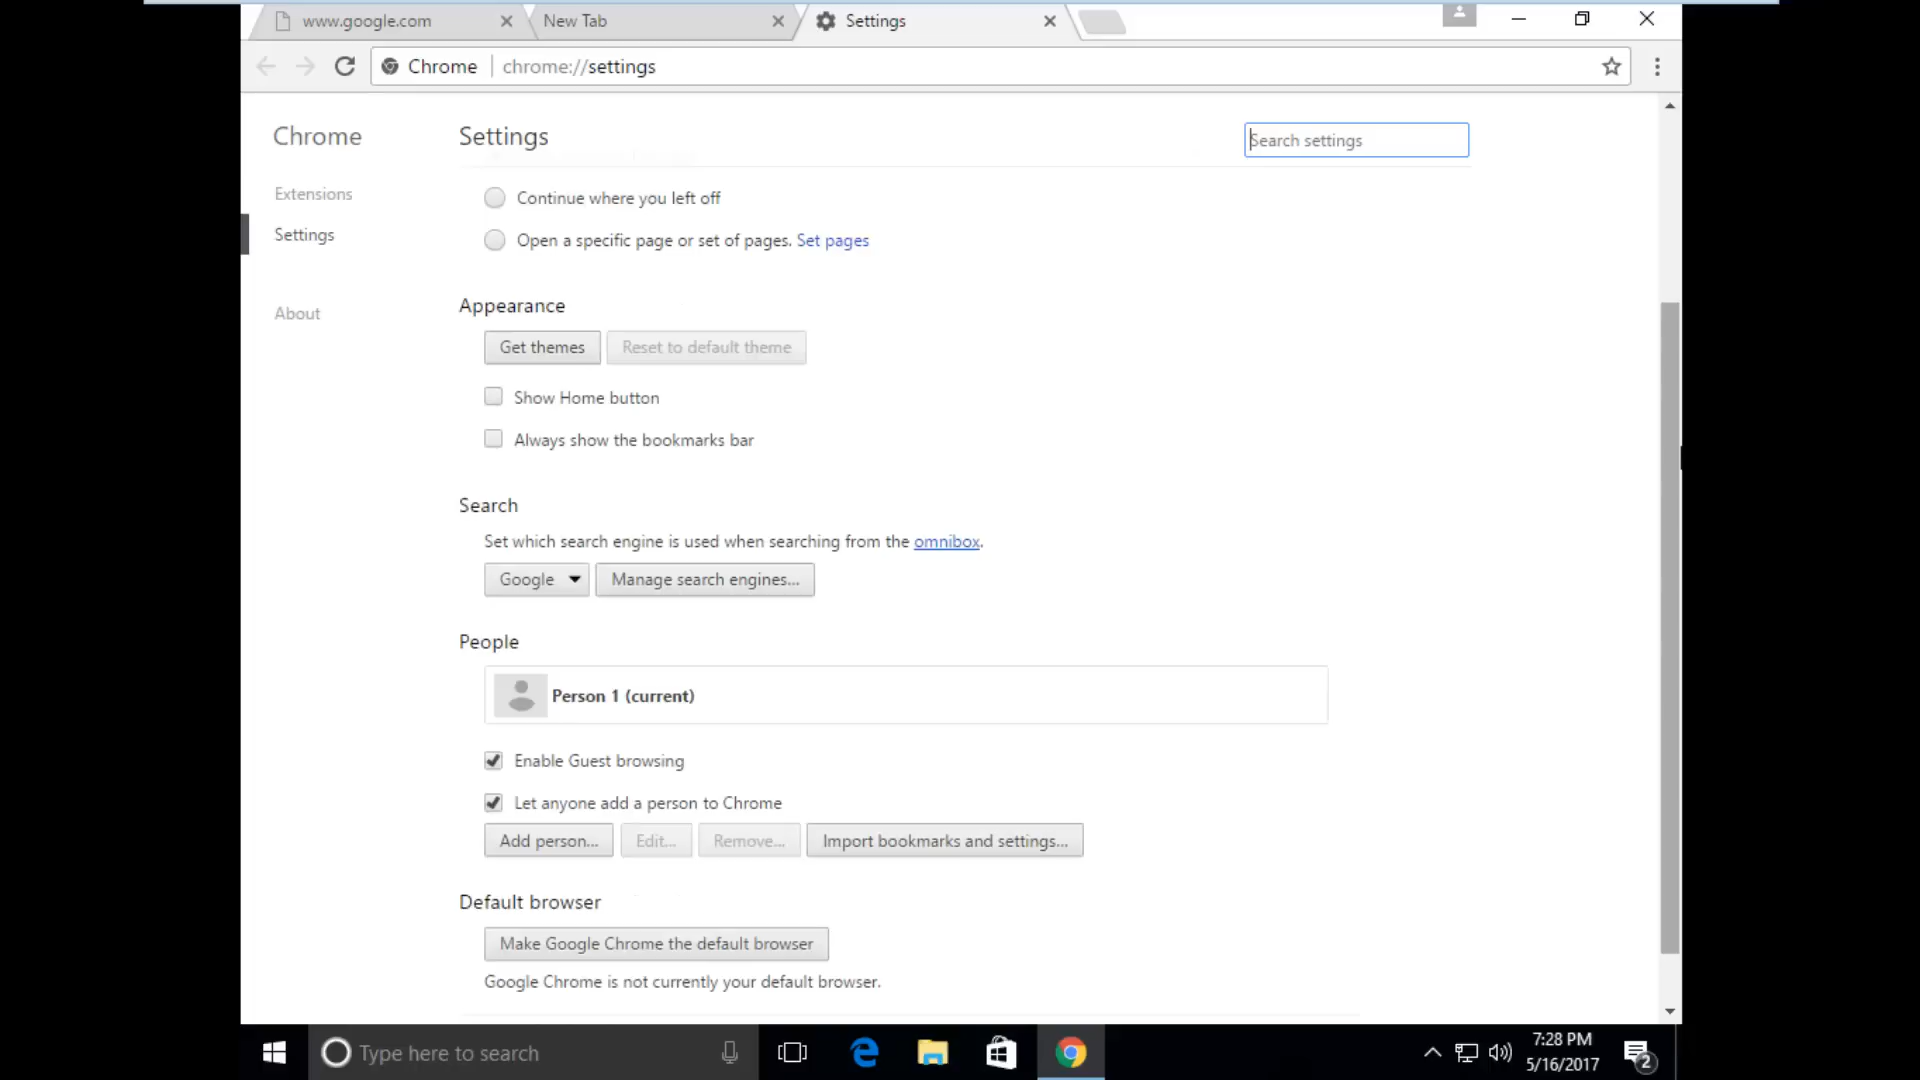 www.google.com
New Tab
Settings
Chrome
chrome://settings
Chrome
Settings
Search settings
Extensions
Continue where you left off
Settings
Open a specific page or set of pages. Set pages
About
Appearance
Get themes
Reset to default theme
Show Home button
Always show the bookmarks bar
Search
Set which search engine is used when searching from the omnibox.
Google
Manage search engines...
People
Person 1 (current)
Enable Guest browsing
Let anyone add a person to Chrome
Add person...
Edit...
Remove...
Import bookmarks and settings...
Default browser
Make Google Chrome the default browser
Google Chrome is not currently your default browser.
Type here to search
7:28 PM
5/16/2017
2